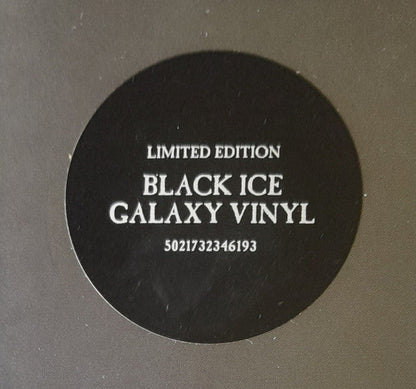 LIMITED EDITION
BLACK ICE
GALAXY VINYL
5021732346193